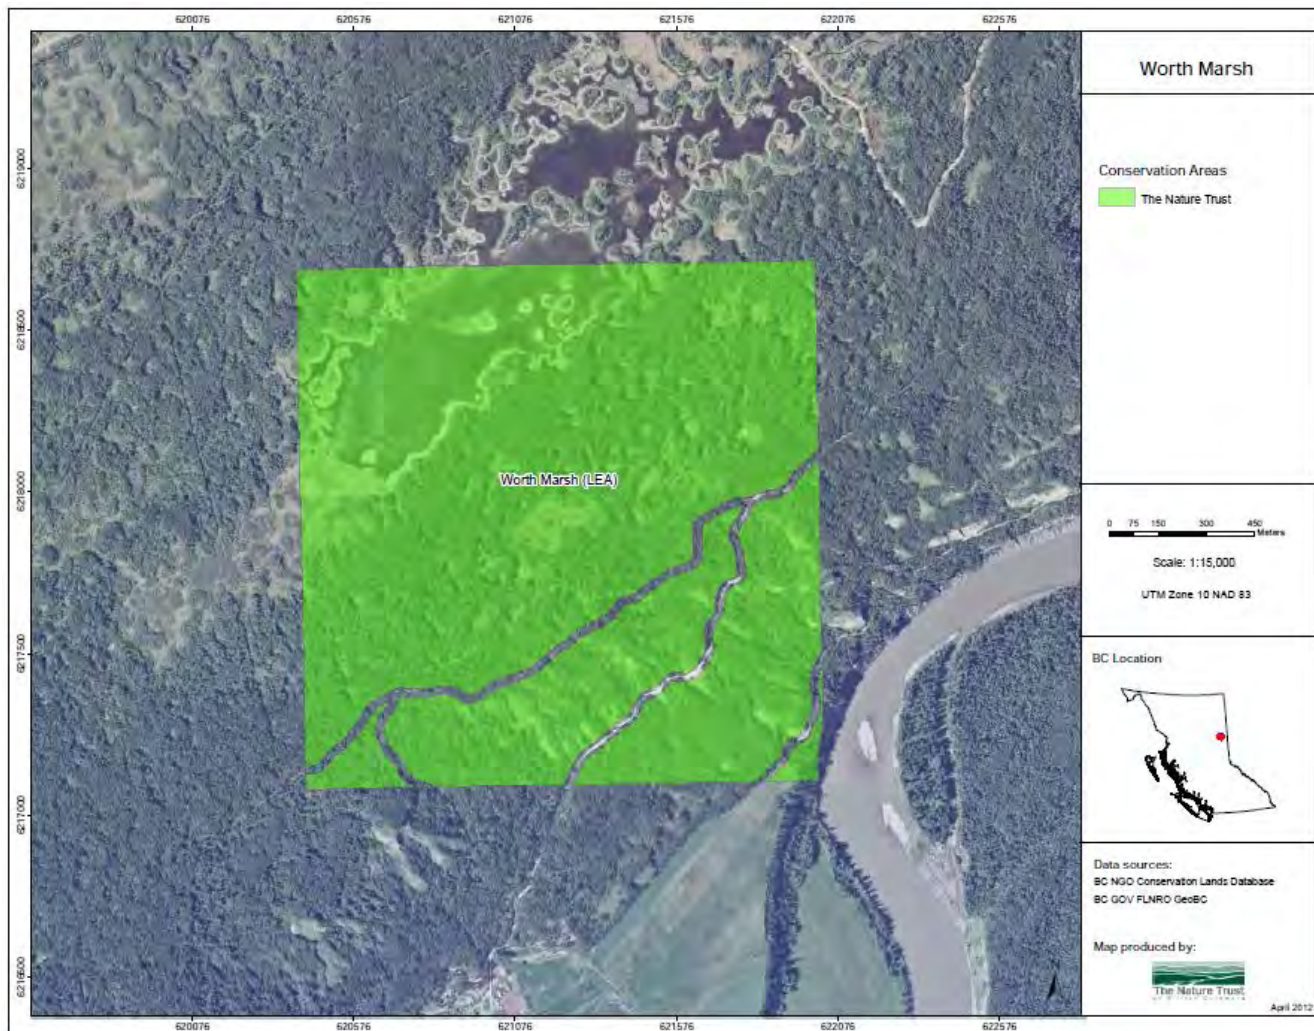 620076 620576 621076 621576 622076 622576
Worth Marsh
6219000
Conservation Areas
The Nature Trust
6218500
Worth Marsh (LEA)
6218000
0 75 150 300 450
Meters
Scale: 1:15,000
UTM Zone 10 NAD 83
6217500
BC Location
6217000
Data sources:
BC NGO Conservation Lands Database
BC GOV FLNRO GeoBC
Map produced by:
6216500
The Nature Trust
April 2012
620076 620576 621076 621576 622076 622576